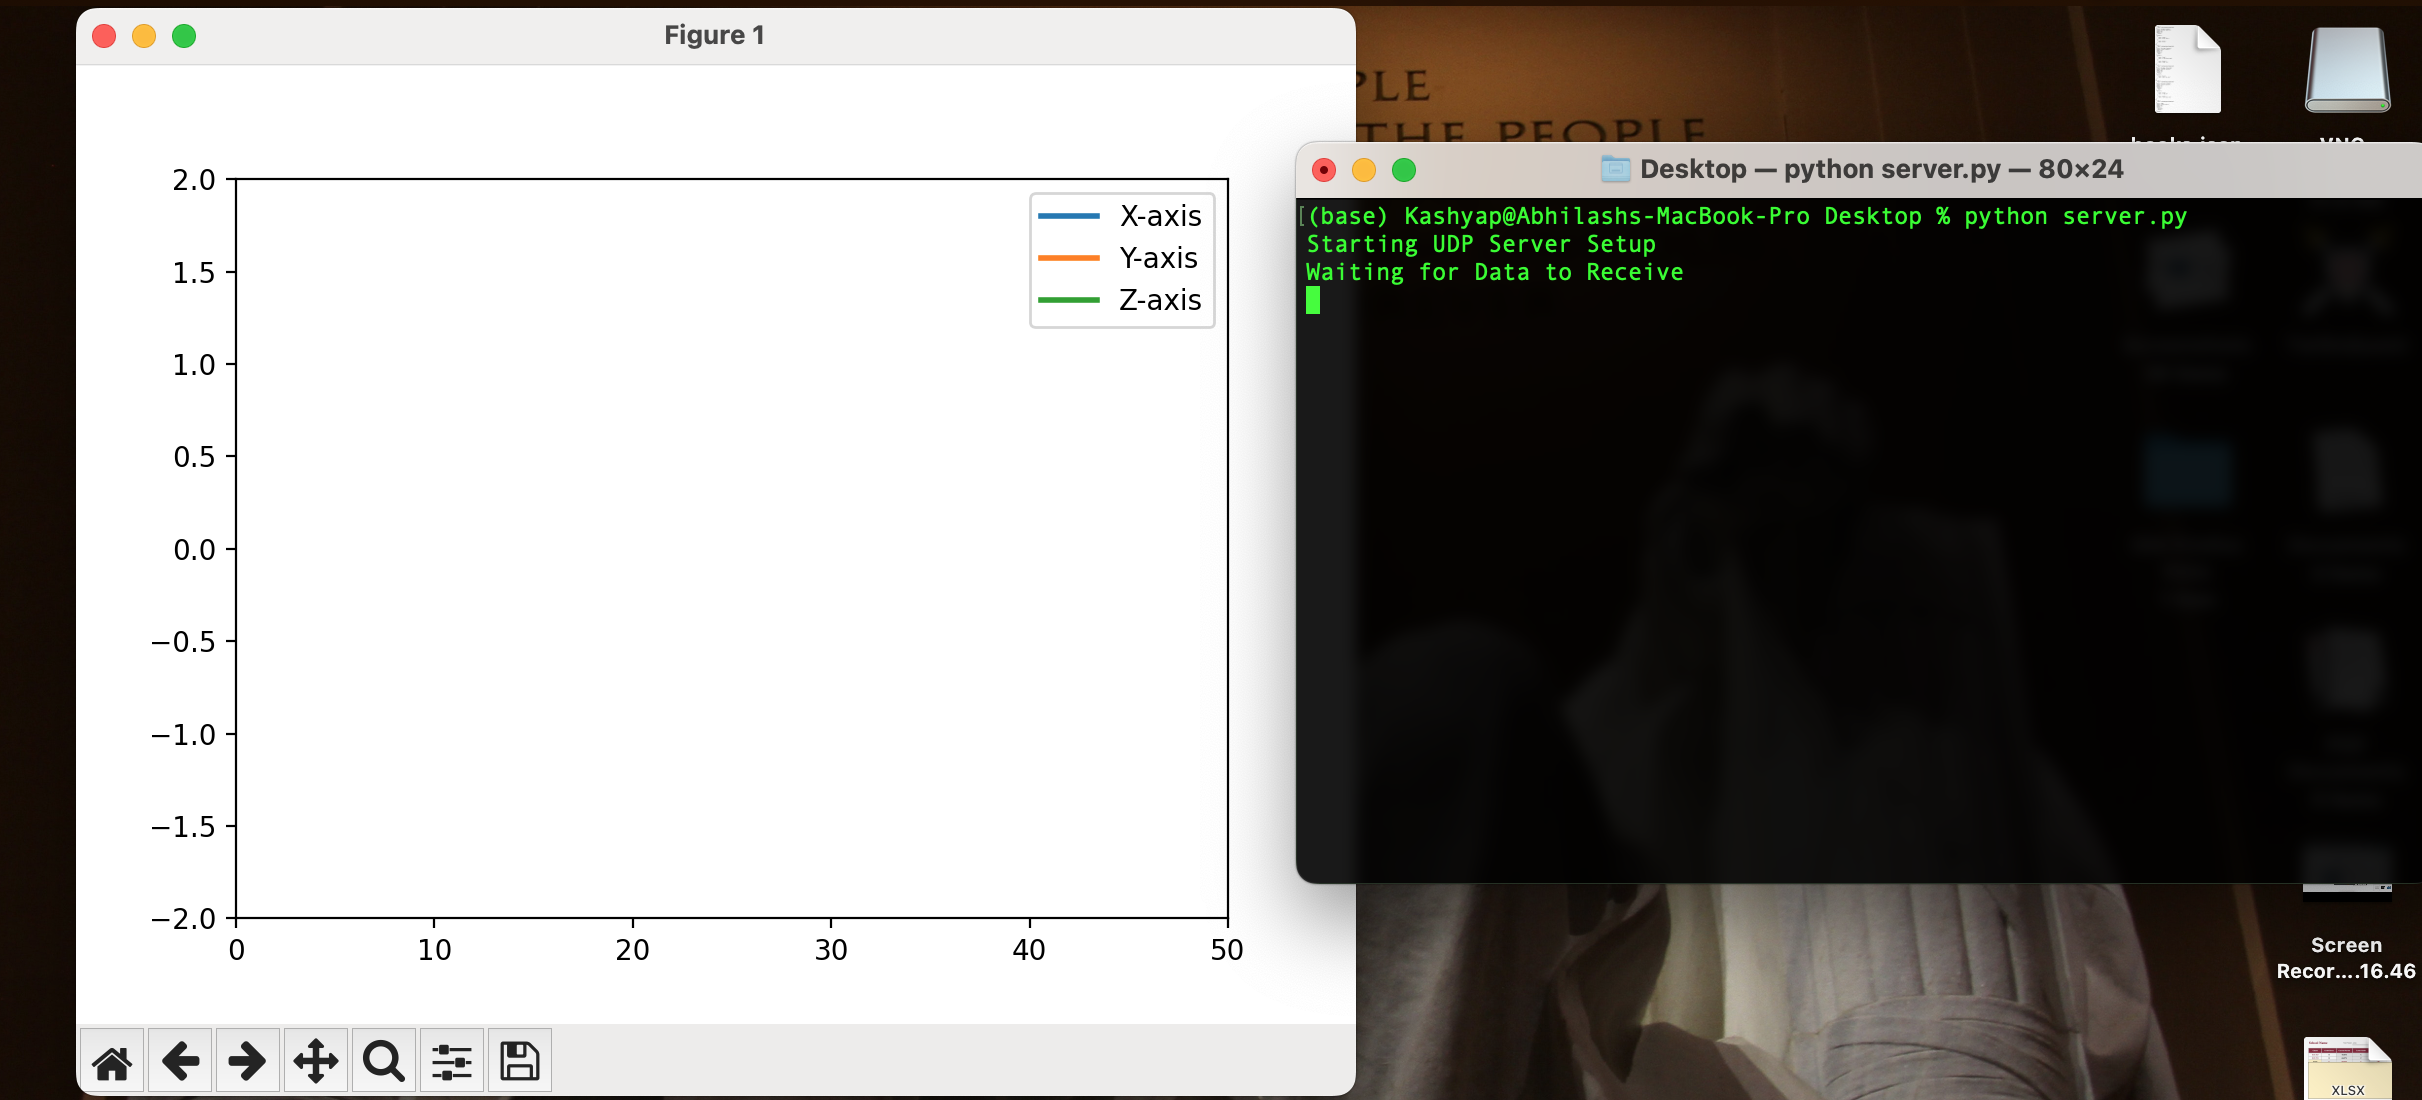 Figure 1
2.0
1.5
1.0
0.5
0.0
−0.5
−1.0
−1.5
−2.0
0 10 20 30 40 50
X-axis
Y-axis
Z-axis
PLE
THE PEOPLE
Desktop — python server.py — 80×24
[(base) Kashyap@Abhilashs-MacBook-Pro Desktop % python server.py
Starting UDP Server Setup
Waiting for Data to Receive
Screen
Recor....16.46
XLSX